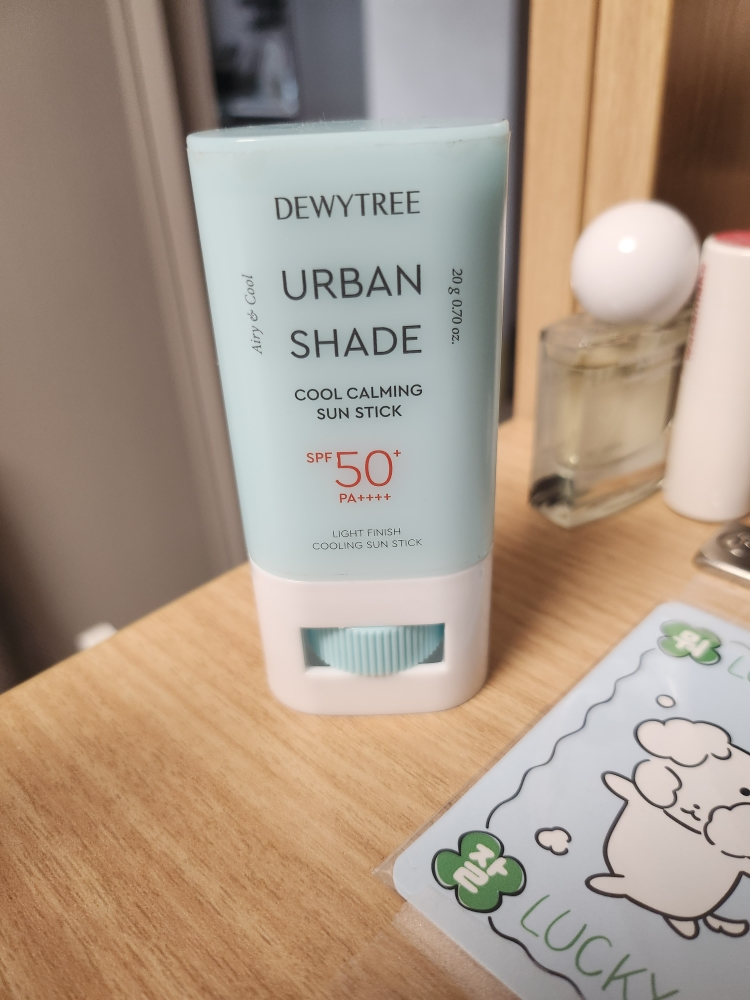 DEWYTREE
URBAN
SHADE
Airy & Cool
20 g 0.70 oz.
COOL CALMING
SUN STICK
SPF 50+
PA++++
LIGHT FINISH
COOLING SUN STICK
잘
LUCKY